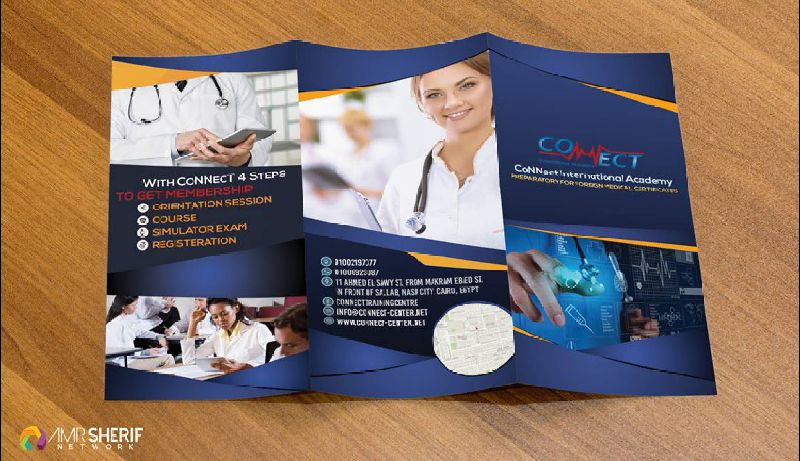 WITH CoNNECT 4 STEPS
TO GET MEMBERSHIP
ORIENTATION SESSION
COURSE
SIMULATOR EXAM
REGISTERATION
01002197377
11 AHMED EL SAWY ST. FROM MAKRAM EBIED ST.
IN FRONT OF SALLAB, NASR CITY CAIRO, EGYPT
CONNECTTRAININGCENTRE
INFO@CONNECT-CENTER.NET
WWW.CONNECT-CENTER.NET
CONNECT
CoNNect International Academy
PREPARATORY FOR FOREIGN MEDICAL CERTIFICATES
AMR SHERIF
NETWORK